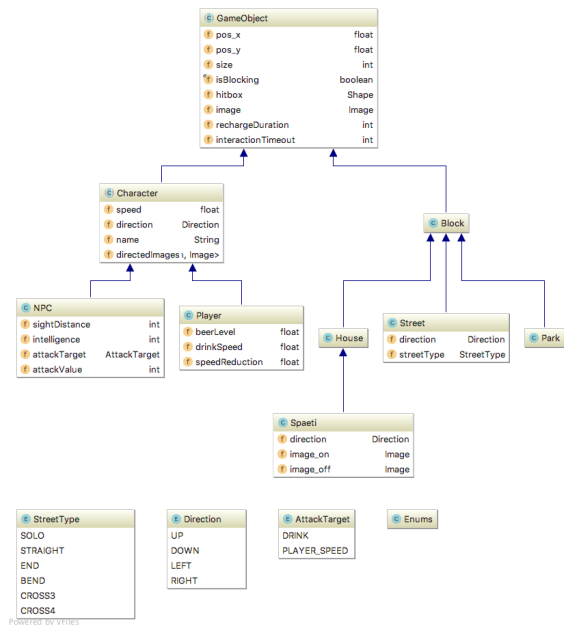 GameObject
pos_x float
pos_y float
size int
isBlocking boolean
hitbox Shape
image Image
rechargeDuration int
interactionTimeout int
Character
speed float
direction Direction
name String
directedImages Image>
Block
NPC
sightDistance int
intelligence int
attackTarget AttackTarget
attackValue int
Player
beerLevel float
drinkSpeed float
speedReduction float
House
Street
direction Direction
streetType StreetType
Park
Spaeti
direction Direction
image_on Image
image_off Image
StreetType
SOLO
STRAIGHT
END
BEND
CROSS3
CROSS4
Direction
UP
DOWN
LEFT
RIGHT
AttackTarget
DRINK
PLAYER_SPEED
Enums
Powered by yFiles